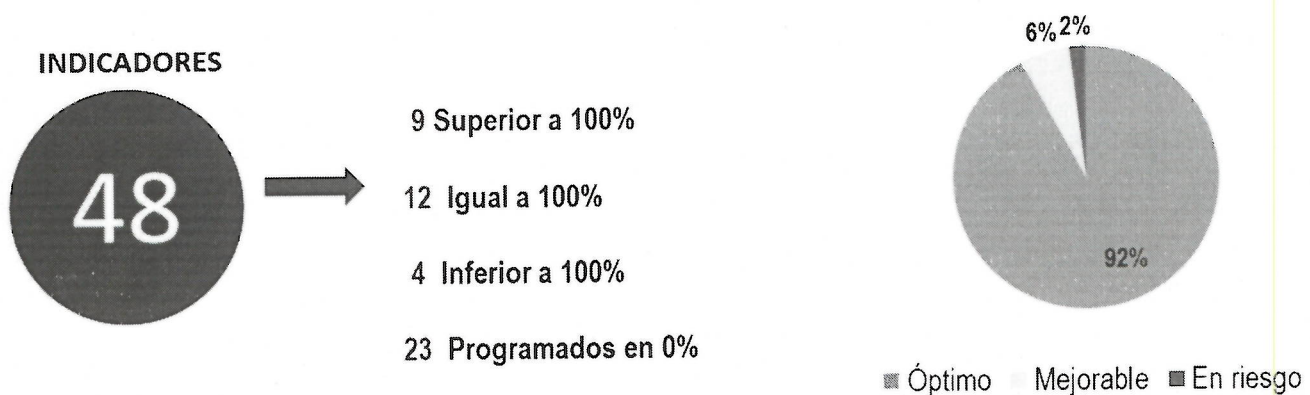 INDICADORES
48
9 Superior a 100%
12 Igual a 100%
4 Inferior a 100%
23 Programados en 0%
6% 2%
92%
Óptimo Mejorable En riesgo